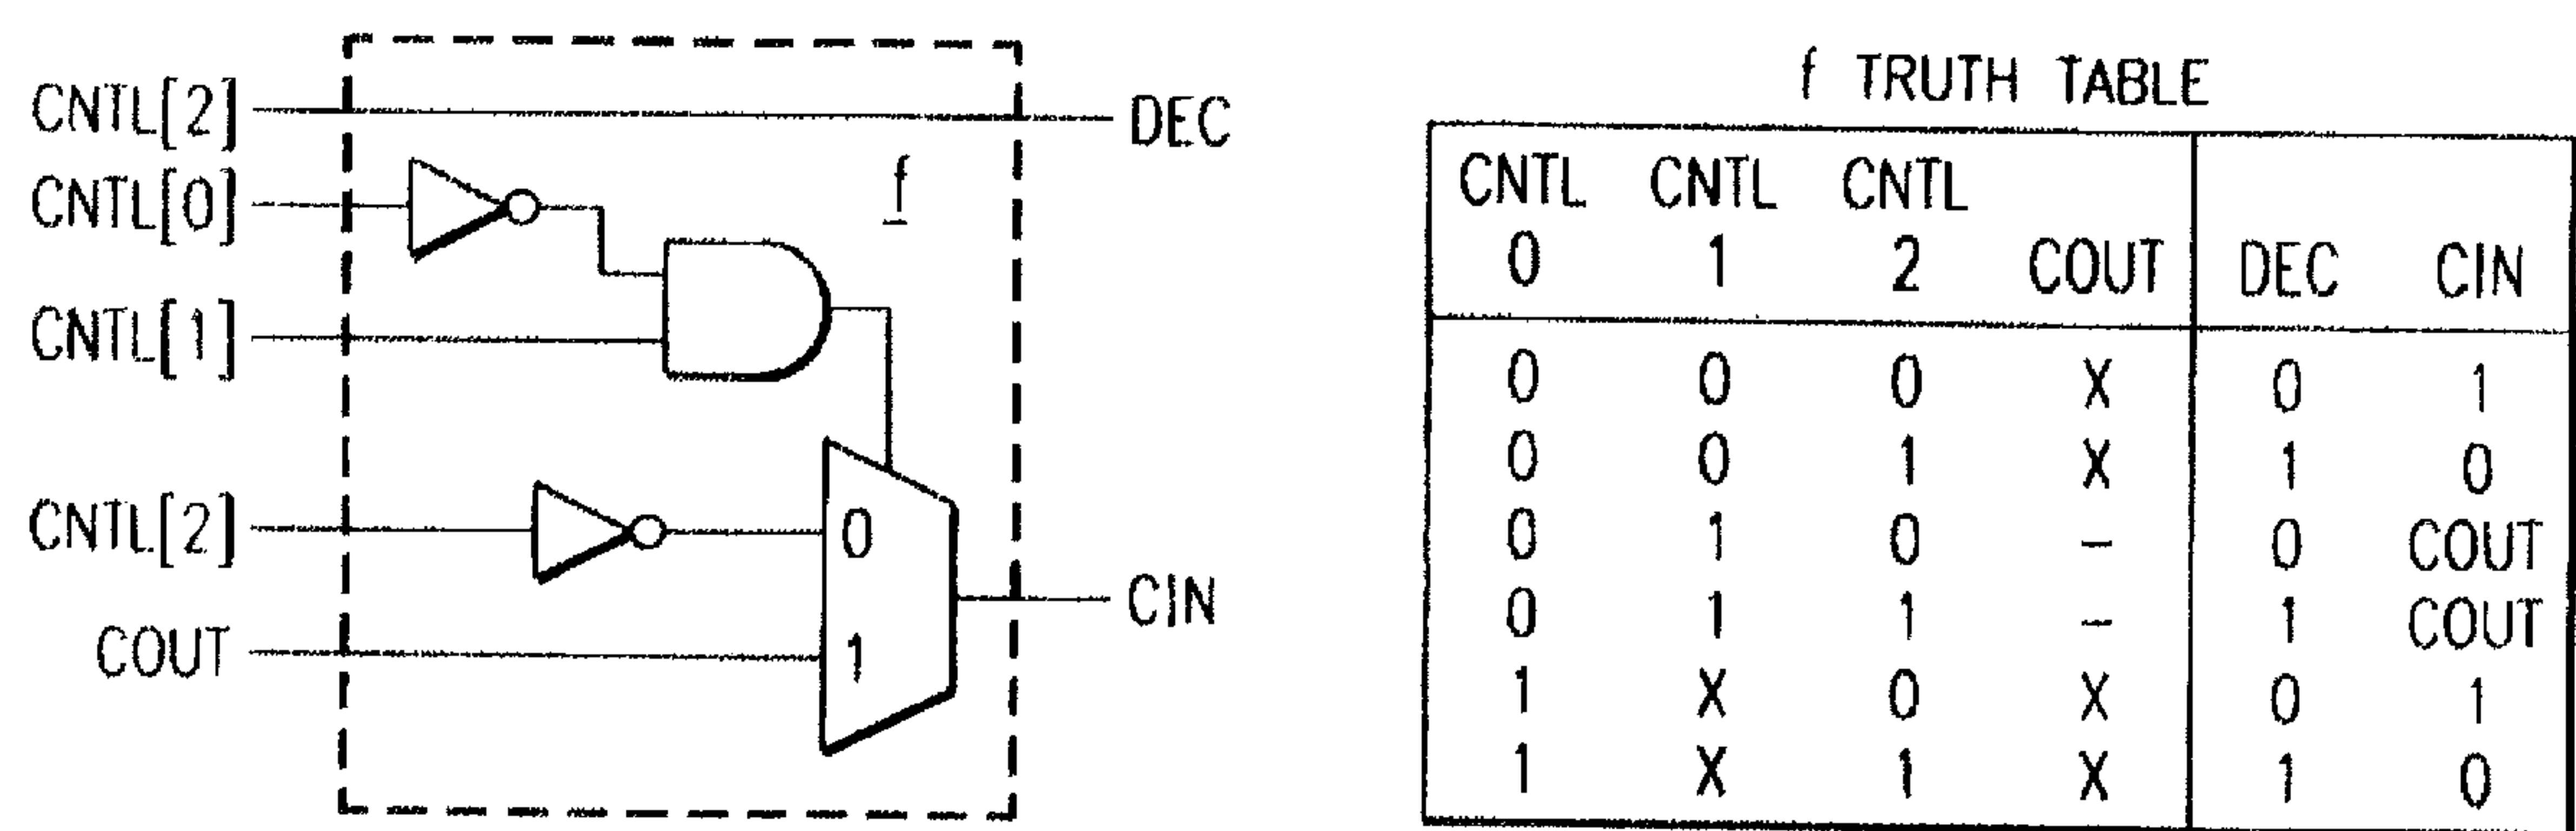 CNTL[2]
DEC
CNTL[0]
f
CNTL[1]
CNTL[2]
0
CIN
COUT
1
f TRUTH TABLE
CNTL CNTL CNTL
0 1 2 COUT DEC CIN
0 0 0 X 0 1
0 0 1 X 1 0
0 1 0 – 0 COUT
0 1 1 – 1 COUT
1 X 0 X 0 1
1 X 1 X 1 0